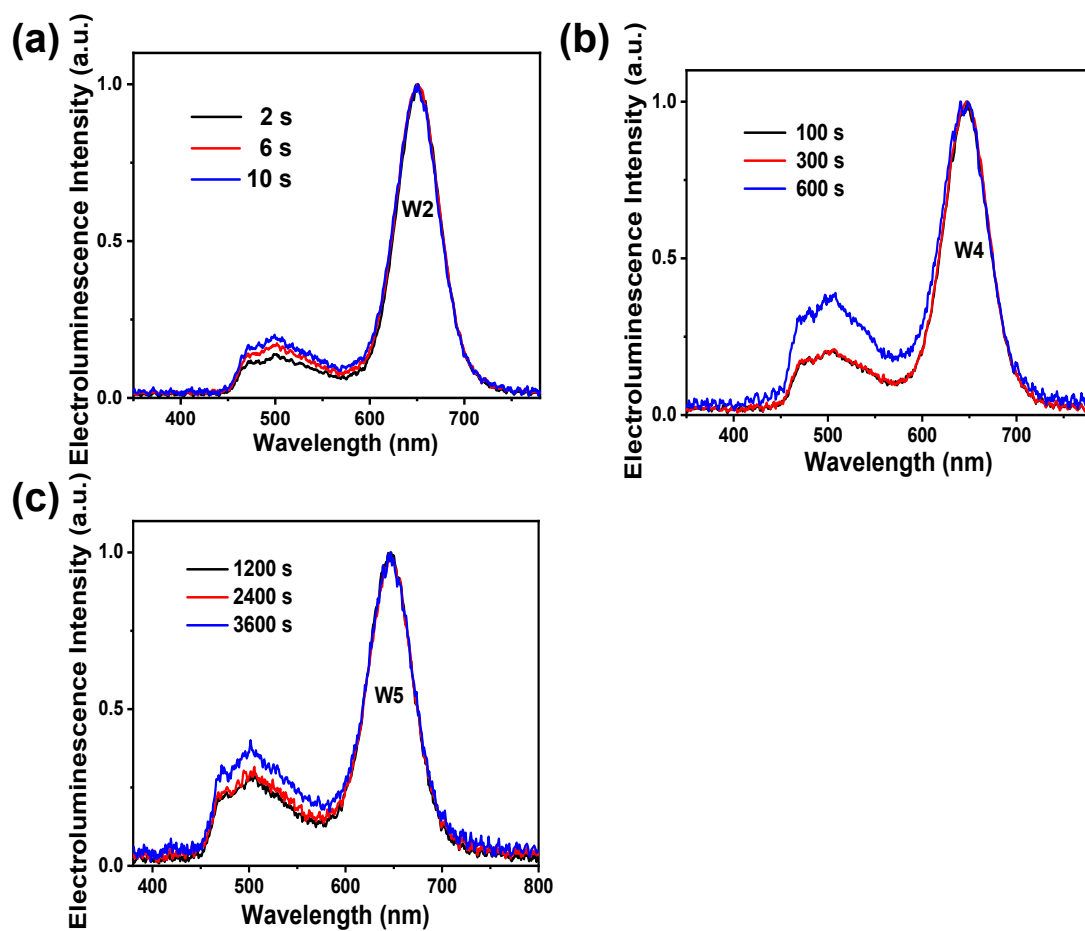 (a)
Electroluminescence Intensity (a.u.)
1.0
0.5
0.0
2 s
6 s
10 s
W2
400
500
600
700
Wavelength (nm)
(b)
Electroluminescence Intensity (a.u.)
1.0
0.5
0.0
100 s
300 s
600 s
W4
400
500
600
700
Wavelength (nm)
(c)
Electroluminescence Intensity (a.u.)
1.0
0.5
0.0
1200 s
2400 s
3600 s
W5
400
500
600
700
800
Wavelength (nm)